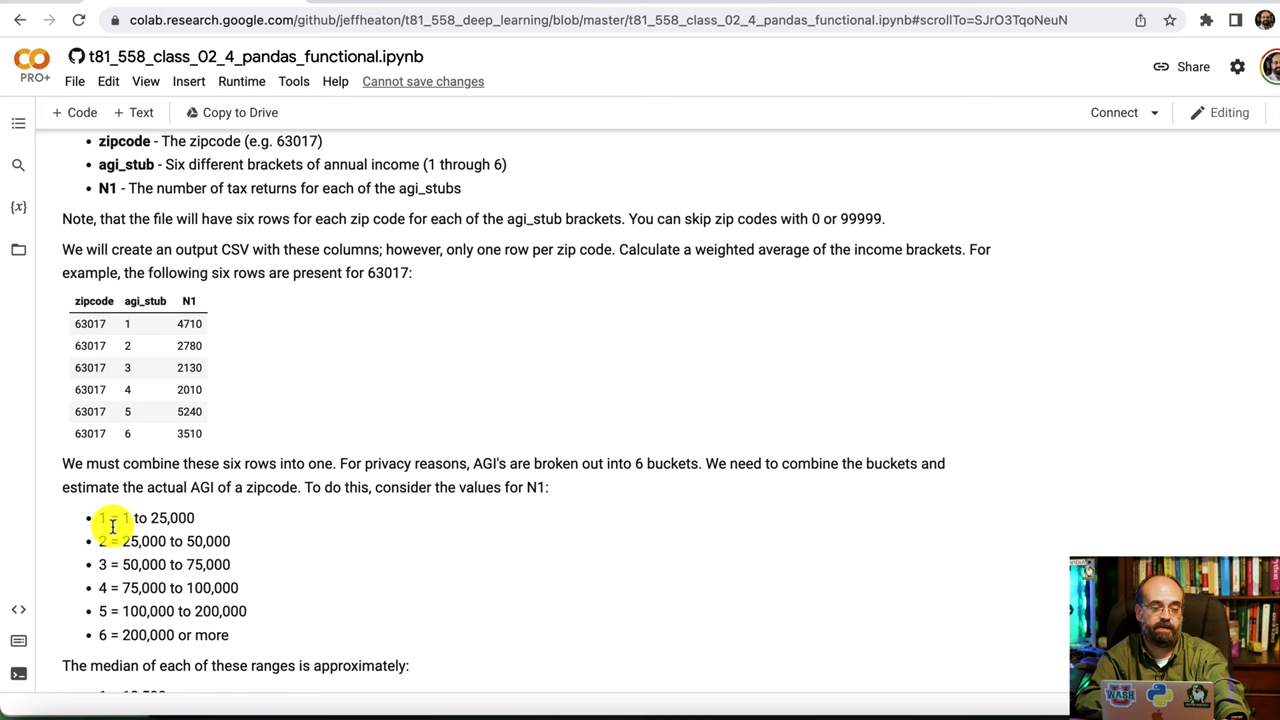 colab.research.google.com/github/jeffheaton/t81_558_deep_learning/blob/master/t81_558_class_02_4_pandas_functional.ipynb#scrollTo=SJrO3TqoNeuN
t81_558_class_02_4_pandas_functional.ipynb
PRO+
File Edit View Insert Runtime Tools Help Cannot save changes
Share
+ Code + Text Copy to Drive
Connect Editing
• zipcode - The zipcode (e.g. 63017)
• agi_stub - Six different brackets of annual income (1 through 6)
• N1 - The number of tax returns for each of the agi_stubs
Note, that the file will have six rows for each zip code for each of the agi_stub brackets. You can skip zip codes with 0 or 99999.
We will create an output CSV with these columns; however, only one row per zip code. Calculate a weighted average of the income brackets. For
example, the following six rows are present for 63017:
zipcode agi_stub N1
63017 1 4710
63017 2 2780
63017 3 2130
63017 4 2010
63017 5 5240
63017 6 3510
We must combine these six rows into one. For privacy reasons, AGI's are broken out into 6 buckets. We need to combine the buckets and
estimate the actual AGI of a zipcode. To do this, consider the values for N1:
• 1 = 1 to 25,000
• 2 = 25,000 to 50,000
• 3 = 50,000 to 75,000
• 4 = 75,000 to 100,000
• 5 = 100,000 to 200,000
• 6 = 200,000 or more
The median of each of these ranges is approximately:
WASH